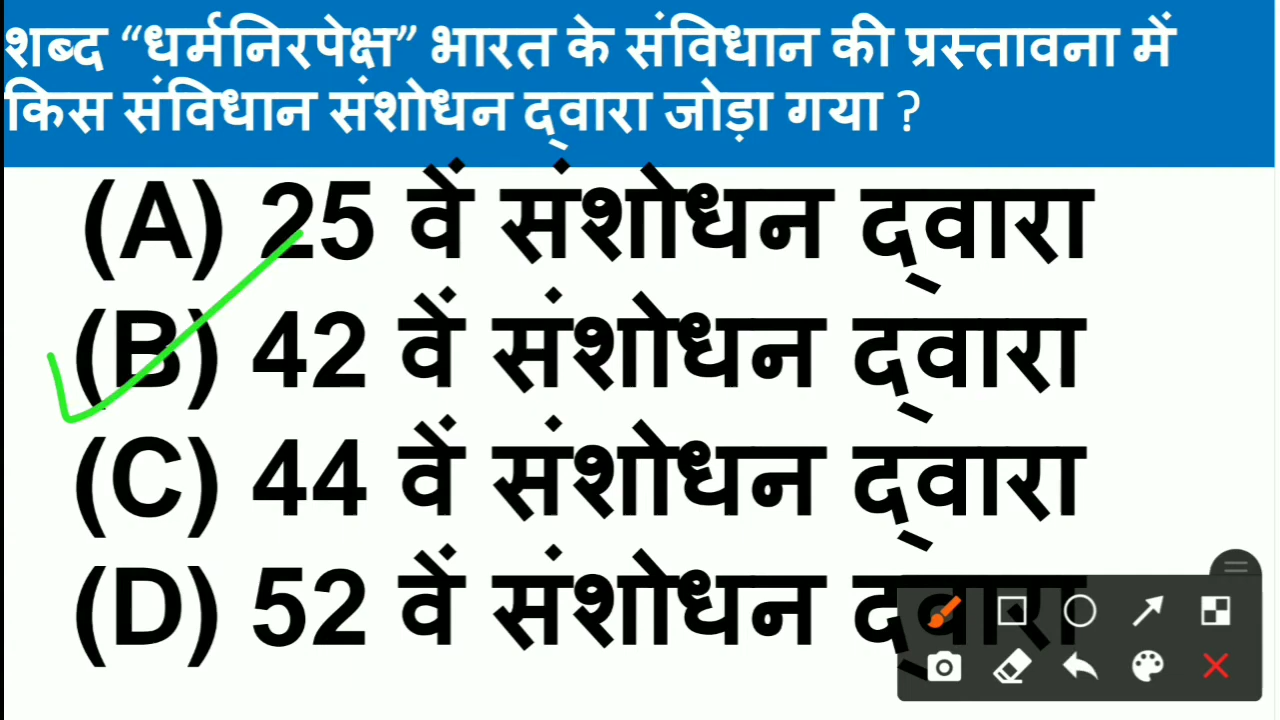 शब्द “धर्मनिरपेक्ष” भारत के संविधान की प्रस्तावना में
किस संविधान संशोधन द्वारा जोड़ा गया ?
(A) 25 वें संशोधन द्वारा
(B) 42 वें संशोधन द्वारा
(C) 44 वें संशोधन द्वारा
(D) 52 वें संशोधन द्वारा